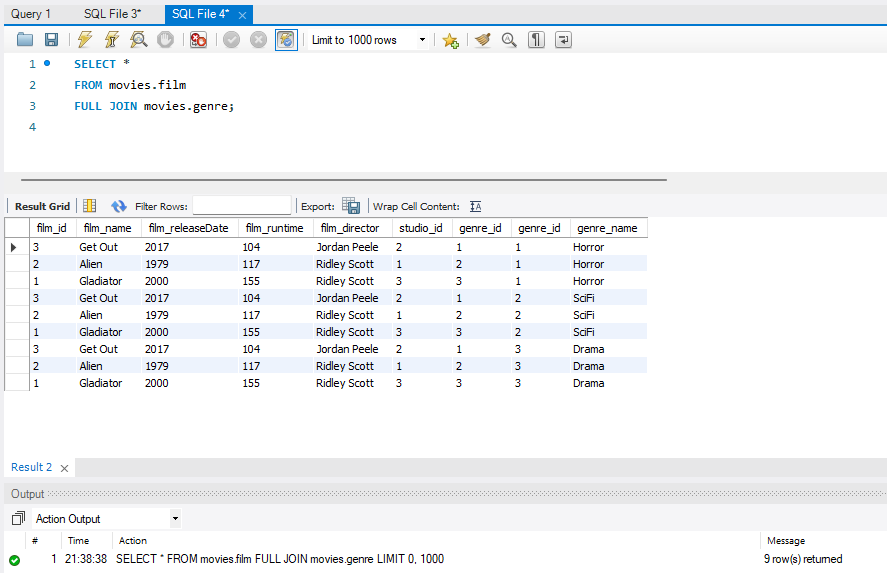 Query 1 SQL File 3* SQL File 4*
Limit to 1000 rows
1 SELECT *
2 FROM movies.film
3 FULL JOIN movies.genre;
4
Result Grid Filter Rows: Export: Wrap Cell Content:
film_id film_name film_releaseDate film_runtime film_director studio_id genre_id genre_id genre_name
3 Get Out 2017 104 Jordan Peele 2 1 1 Horror
2 Alien 1979 117 Ridley Scott 1 2 1 Horror
1 Gladiator 2000 155 Ridley Scott 3 3 1 Horror
3 Get Out 2017 104 Jordan Peele 2 1 2 SciFi
2 Alien 1979 117 Ridley Scott 1 2 2 SciFi
1 Gladiator 2000 155 Ridley Scott 3 3 2 SciFi
3 Get Out 2017 104 Jordan Peele 2 1 3 Drama
2 Alien 1979 117 Ridley Scott 1 2 3 Drama
1 Gladiator 2000 155 Ridley Scott 3 3 3 Drama
Result 2
Output
Action Output
# Time Action Message
1 21:38:38 SELECT * FROM movies.film FULL JOIN movies.genre LIMIT 0, 1000 9 row(s) returned